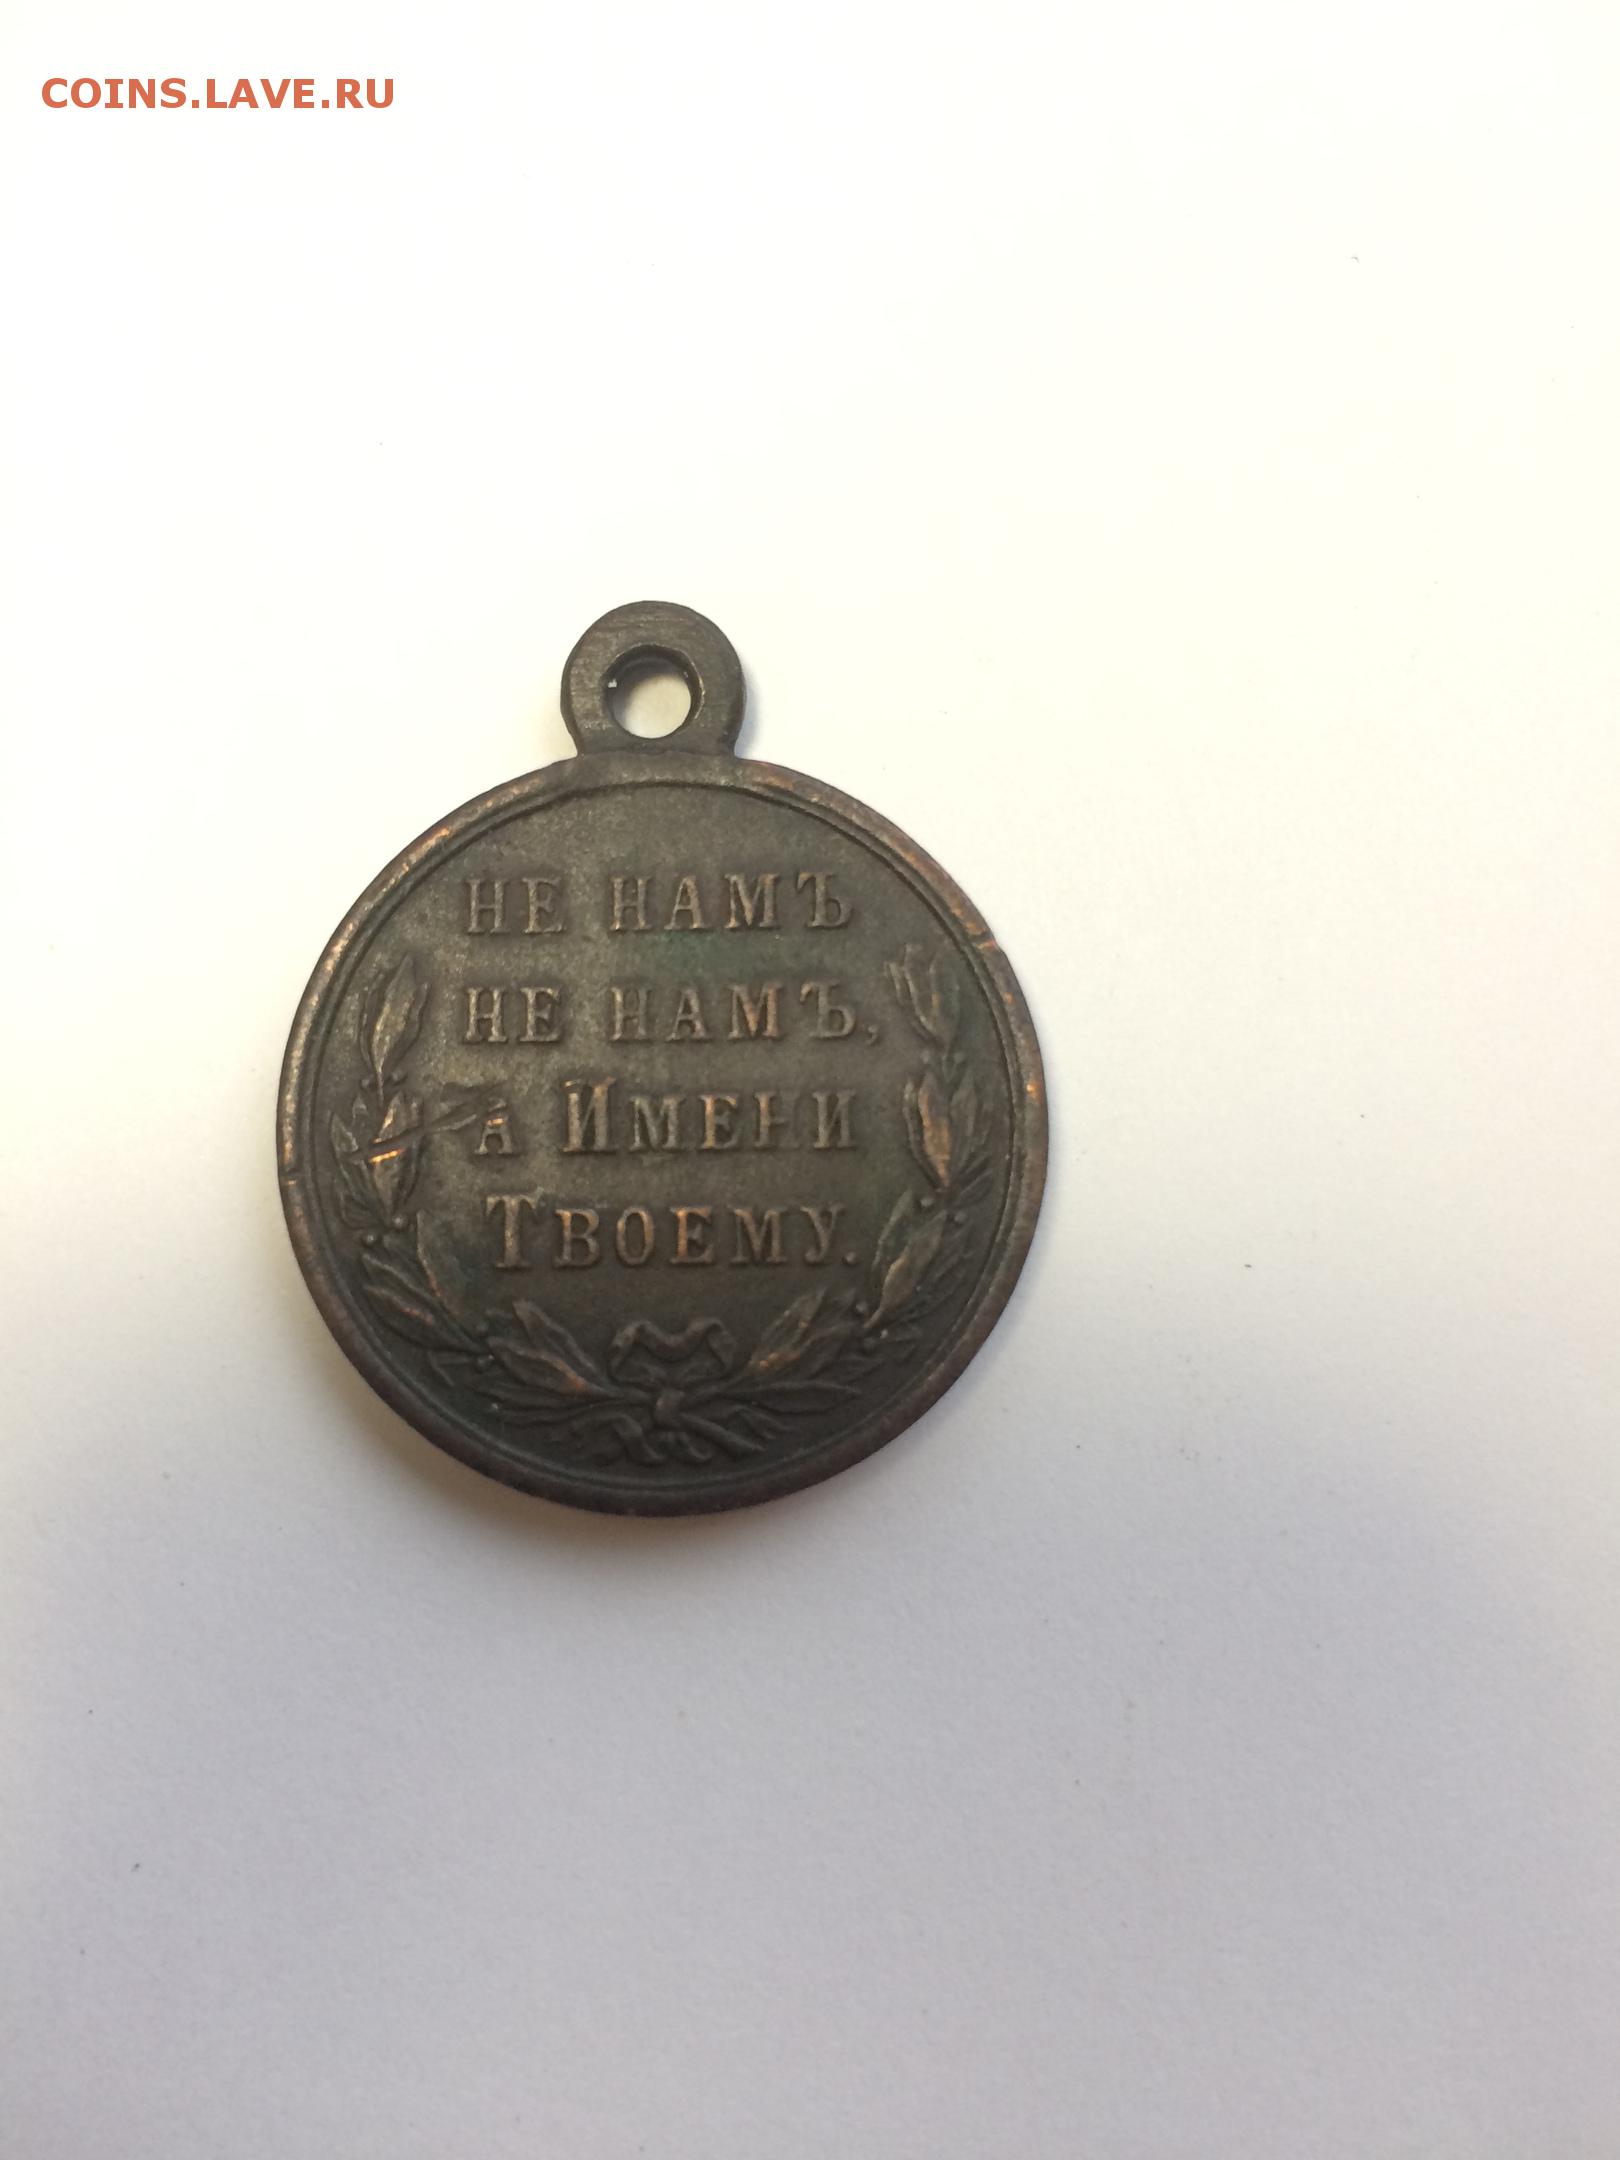 COINS.LAVE.RU
НЕ НАМЪ
НЕ НАМЪ,
А ИМЕНИ
ТВОЕМУ.